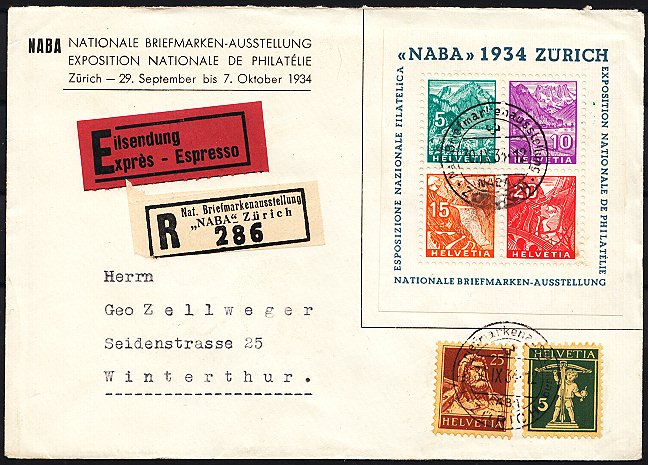 NABA NATIONALE BRIEFMARKEN-AUSSTELLUNG
EXPOSITION NATIONALE DE PHILATÉLIE
Zürich — 29. September bis 7. Oktober 1934
Eilsendung
Exprès - Espresso
Nat. Briefmarkenausstellung
R „NABA" Zürich
286
Herrn
Geo Zellweger
Seidenstrasse 25
Winterthur.
«NABA» 1934 ZÜRICH
ESPOSIZIONE NAZIONALE FILATELICA
EXPOSITION NATIONALE DE PHILATÉLIE
5
HELVETIA
10
HELVETIA
15
HELVETIA
20
HELVETIA
NATIONALE BRIEFMARKEN-AUSSTELLUNG
25
HELVETIA
HELVETIA
5